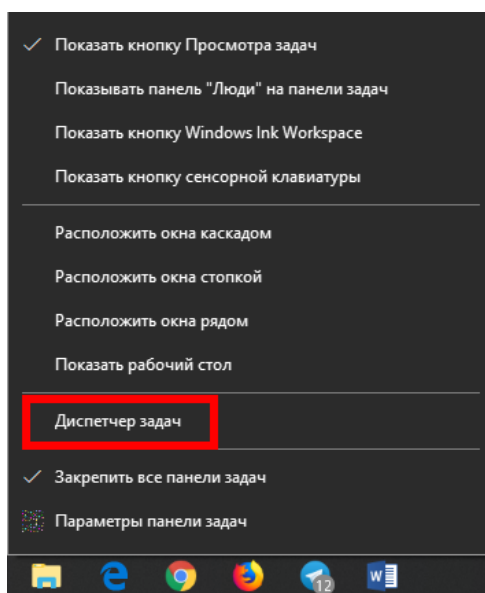 Показать кнопку Просмотра задач
Показывать панель "Люди" на панели задач
Показать кнопку Windows Ink Workspace
Показать кнопку сенсорной клавиатуры
Расположить окна каскадом
Расположить окна стопкой
Расположить окна рядом
Показать рабочий стол
Диспетчер задач
Закрепить все панели задач
Параметры панели задач
12
W